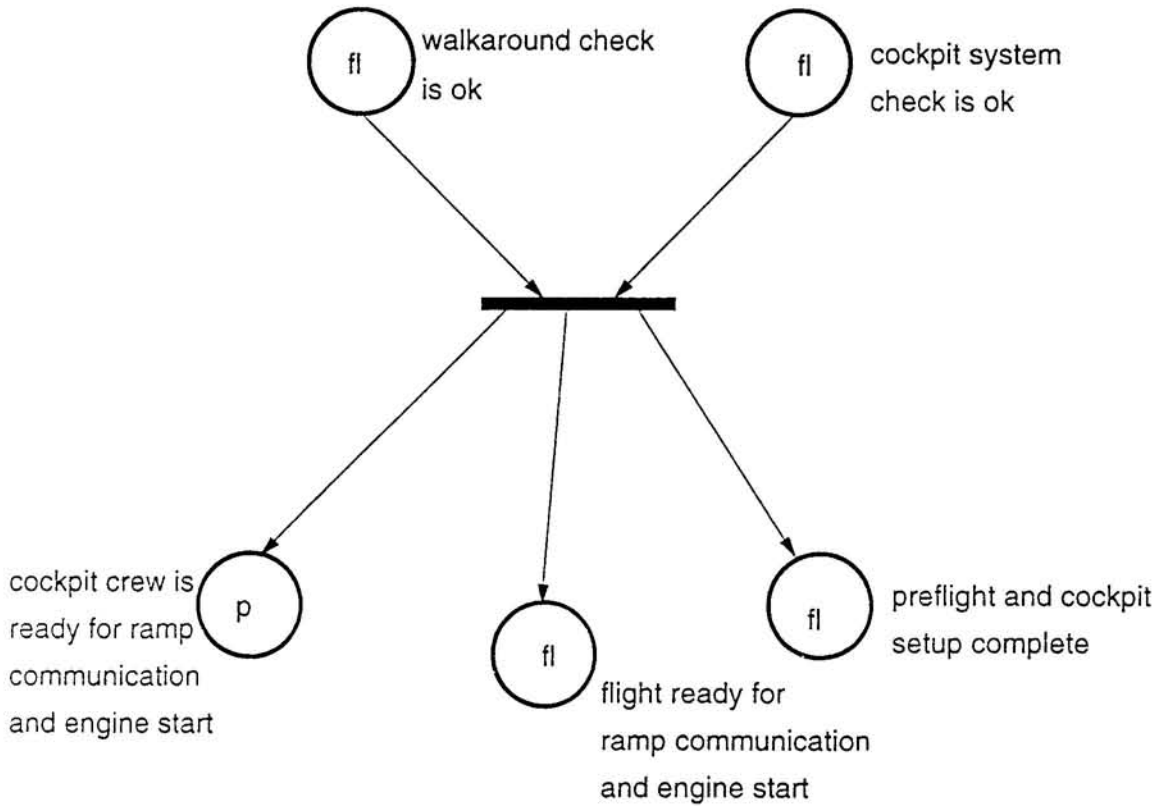 fl
walkaround check
is ok
fl
cockpit system
check is ok
cockpit crew is
ready for ramp
communication
and engine start
p
fl
flight ready for
ramp communication
and engine start
fl
preflight and cockpit
setup complete